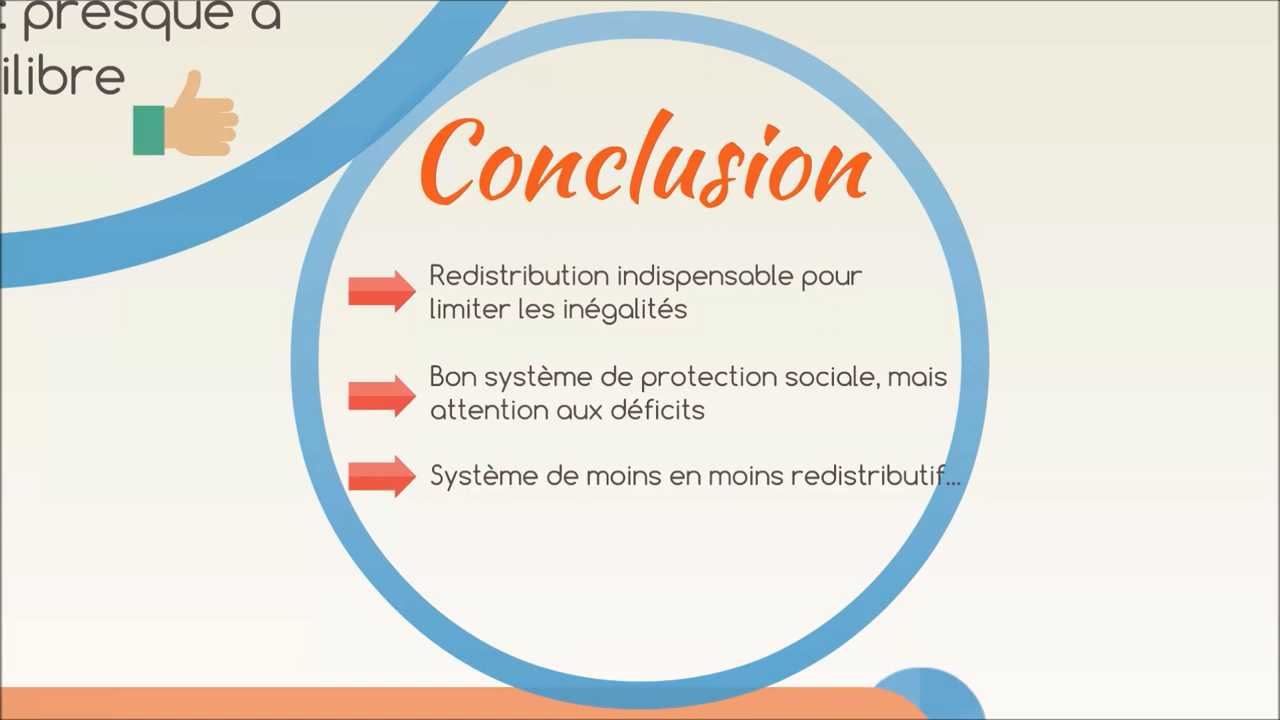 : presque à
ilibre
Conclusion
Redistribution indispensable pour
limiter les inégalités
Bon système de protection sociale, mais
attention aux déficits
Système de moins en moins redistributif...